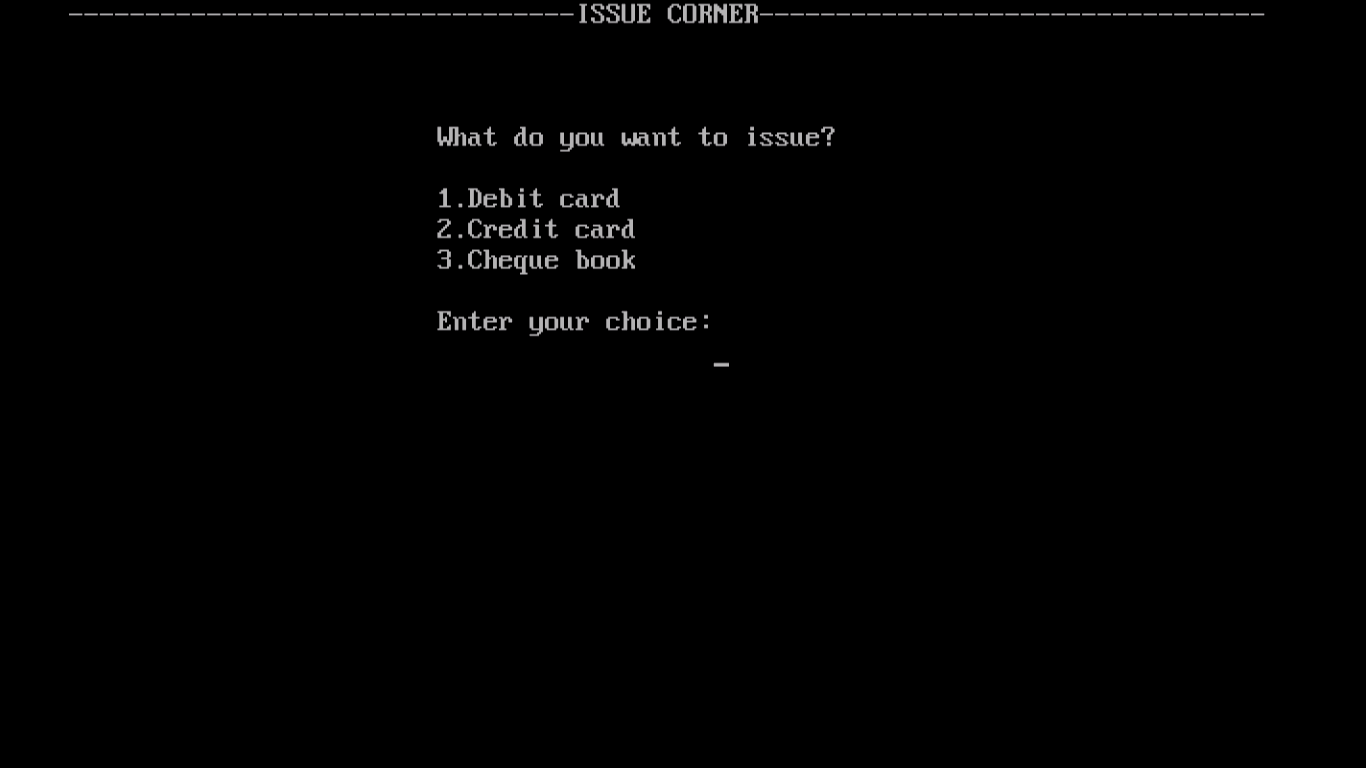 ---------------------------------ISSUE CORNER---------------------------------
What do you want to issue?
1.Debit card
2.Credit card
3.Cheque book
Enter your choice:
_